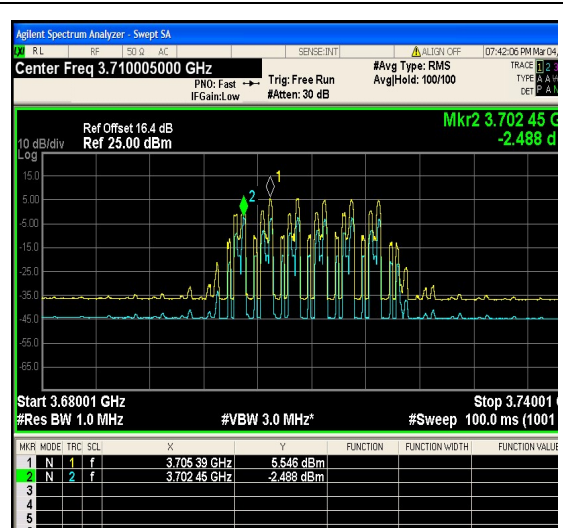 Agilent Spectrum Analyzer - Swept SA
LXI RL RF 50 Ω AC SENSE:INT ALIGN OFF 07:42:06 PM Mar 04,
Center Freq 3.710005000 GHz #Avg Type: RMS TRACE 1 2 3
PNO: Fast Trig: Free Run Avg|Hold: 100/100 TYPE A A W
IFGain:Low #Atten: 30 dB DET P A N
Ref Offset 16.4 dB Mkr2 3.702 45 G
10 dB/div Ref 25.00 dBm -2.488 d
Log
15.0
5.00
-5.00
-15.0
-25.0
-35.0
-45.0
-55.0
-65.0
1
2
Start 3.68001 GHz Stop 3.74001
#Res BW 1.0 MHz #VBW 3.0 MHz* #Sweep 100.0 ms (1001
MKR MODE TRC SCL X Y FUNCTION FUNCTION WIDTH FUNCTION VALUE
1 N 1 f 3.705 39 GHz 5.546 dBm
2 N 2 f 3.702 45 GHz -2.488 dBm
3
4
5